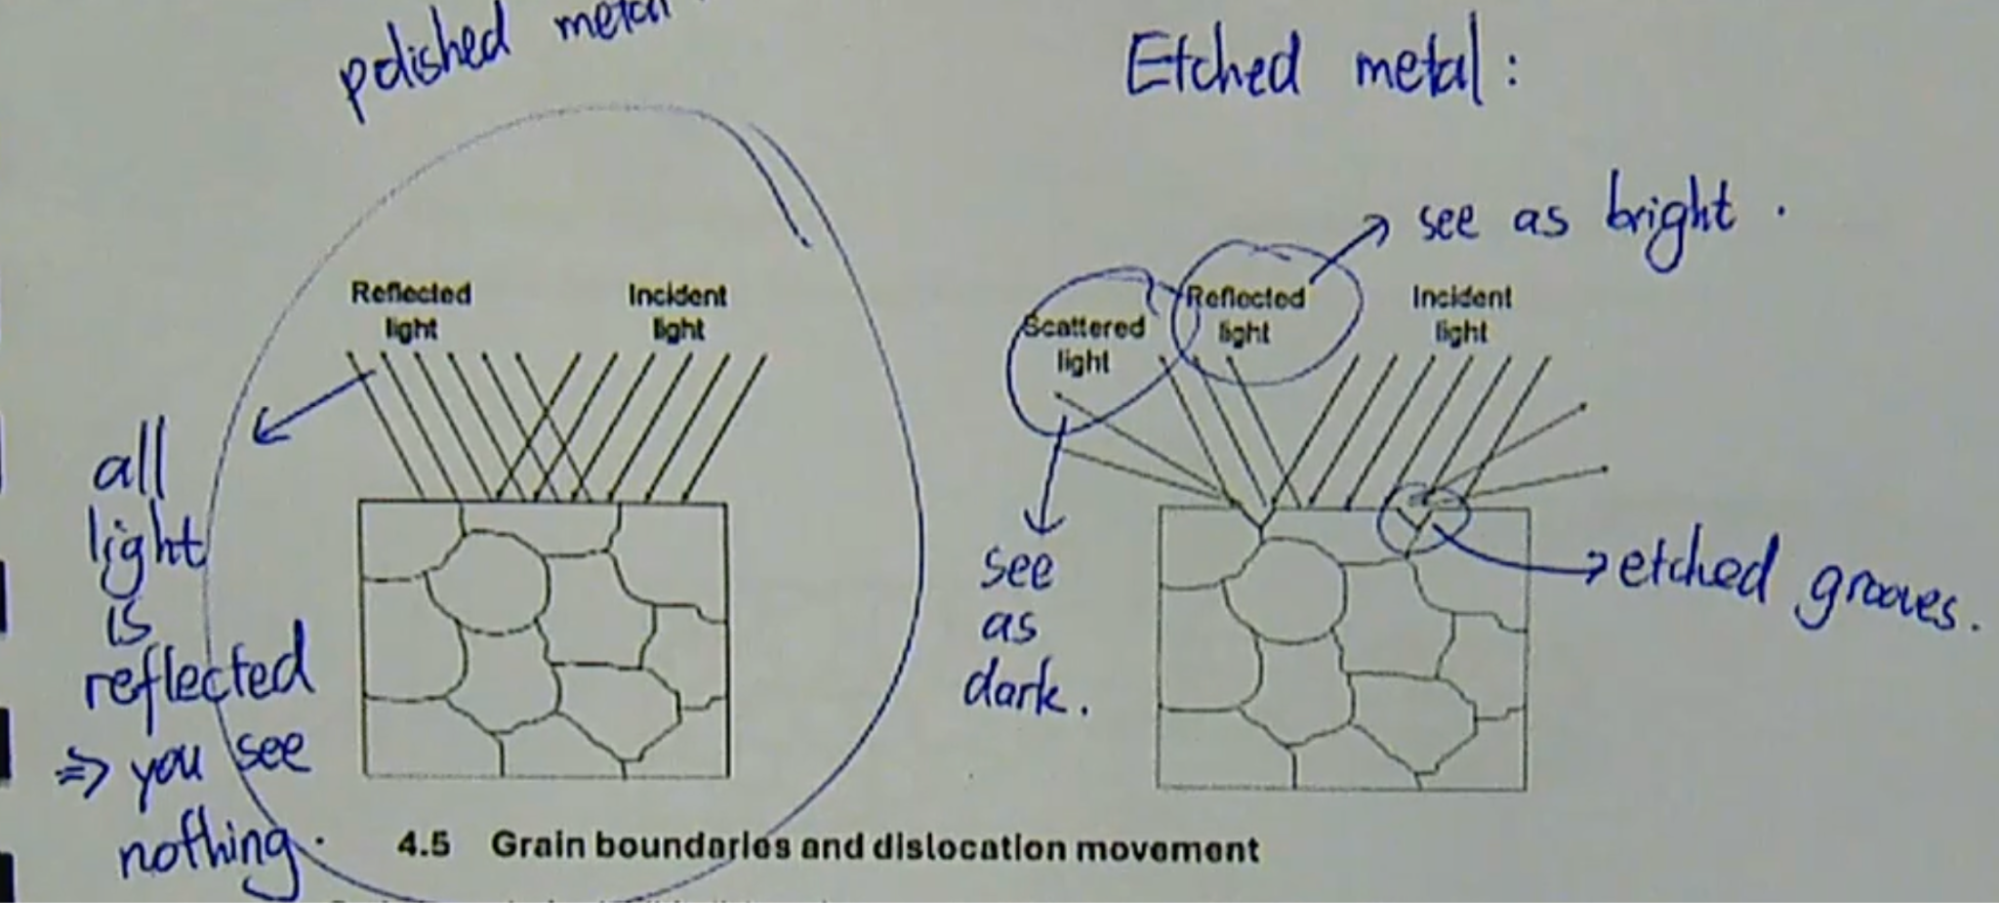 polished metal
Etched metal :
see as bright .
Reflected
light
Incident
light
Scattered
light
Reflected
light
Incident
light
all
light
is
reflected
⇒ you see
nothing .
see
as
dark .
etched grooves .
4.5 Grain boundaries and dislocation movement